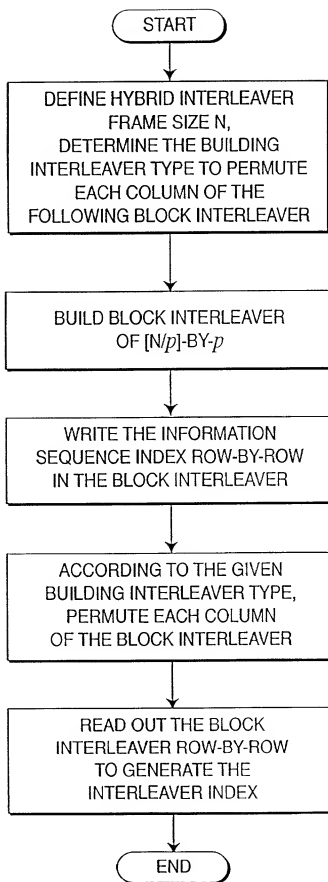 START
DEFINE HYBRID INTERLEAVER
FRAME SIZE N,
DETERMINE THE BUILDING
INTERLEAVER TYPE TO PERMUTE
EACH COLUMN OF THE
FOLLOWING BLOCK INTERLEAVER
BUILD BLOCK INTERLEAVER
OF [N/p]-BY-p
WRITE THE INFORMATION
SEQUENCE INDEX ROW-BY-ROW
IN THE BLOCK INTERLEAVER
ACCORDING TO THE GIVEN
BUILDING INTERLEAVER TYPE,
PERMUTE EACH COLUMN
OF THE BLOCK INTERLEAVER
READ OUT THE BLOCK
INTERLEAVER ROW-BY-ROW
TO GENERATE THE
INTERLEAVER INDEX
END